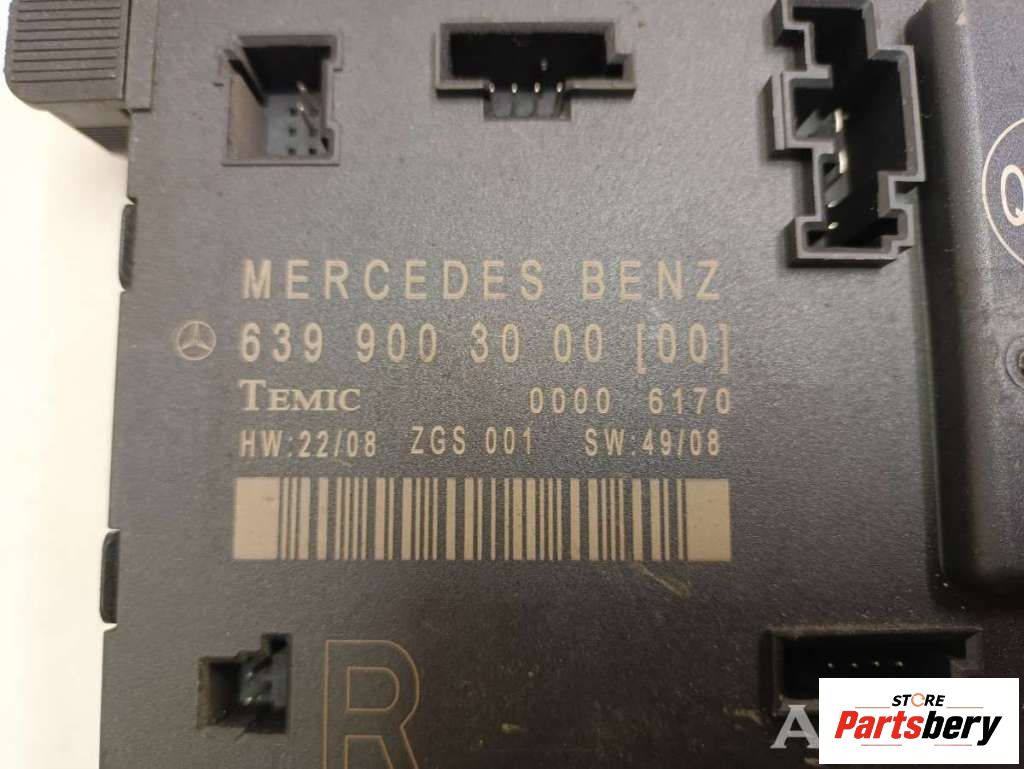 Q
MERCEDES BENZ
639 900 30 00 [00]
TEMIC 0000 6170
HW:22/08 ZGS 001 SW:49/08
R
A
STORE
Partsbery